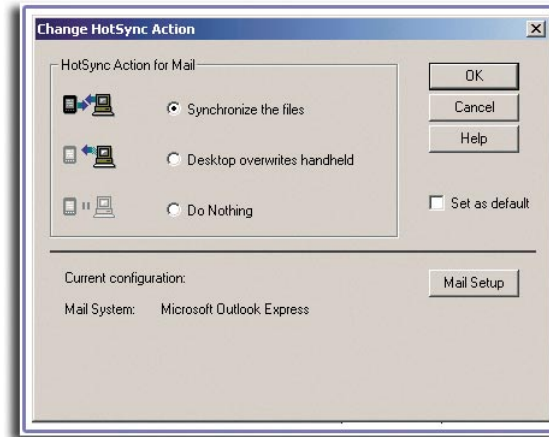 Change HotSync Action
HotSync Action for Mail
Synchronize the files
Desktop overwrites handheld
Do Nothing
OK
Cancel
Help
Set as default
Current configuration:
Mail System: Microsoft Outlook Express
Mail Setup